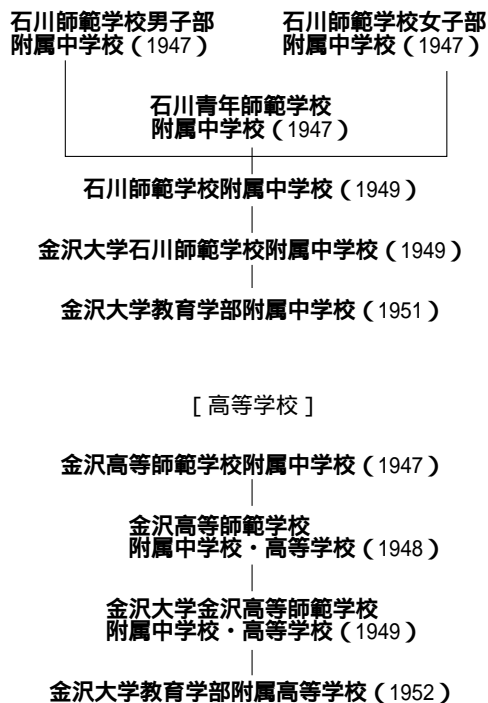 石川師範学校男子部
附属中学校（1947）
石川師範学校女子部
附属中学校（1947）
石川青年師範学校
附属中学校（1947）
石川師範学校附属中学校（1949）
金沢大学石川師範学校附属中学校（1949）
金沢大学教育学部附属中学校（1951）
［高等学校］
金沢高等師範学校附属中学校（1947）
金沢高等師範学校
附属中学校・高等学校（1948）
金沢大学金沢高等師範学校
附属中学校・高等学校（1949）
金沢大学教育学部附属高等学校（1952）